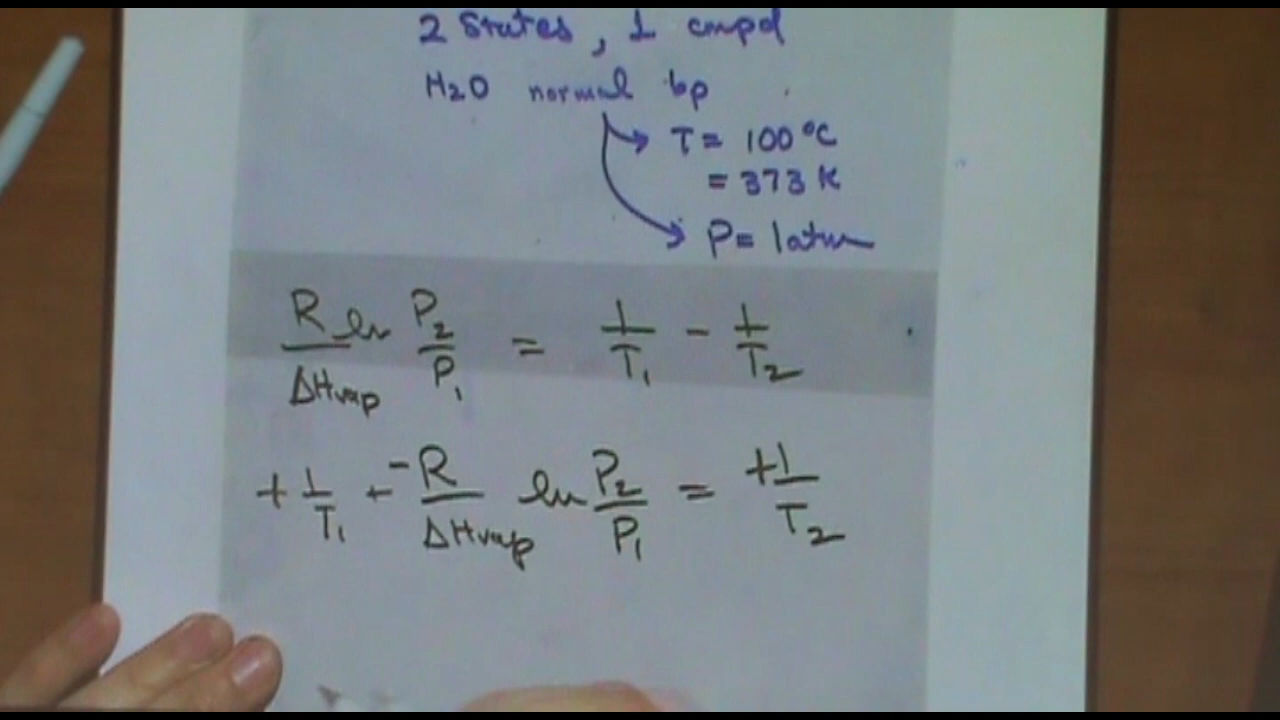 2 States, 1 cmpd
H2O normal bp
T = 100°C
= 373 K
P = 1atm
R/ΔHvap ln P2/P1 = 1/T1 - 1/T2
+ 1/T1 + -R/ΔHvap ln P2/P1 = +1/T2